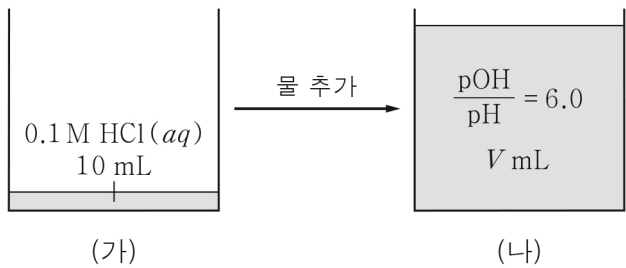 0.1 M HCl(aq)
10 mL
(가)
물 추가
pOH/pH = 6.0
V mL
(나)